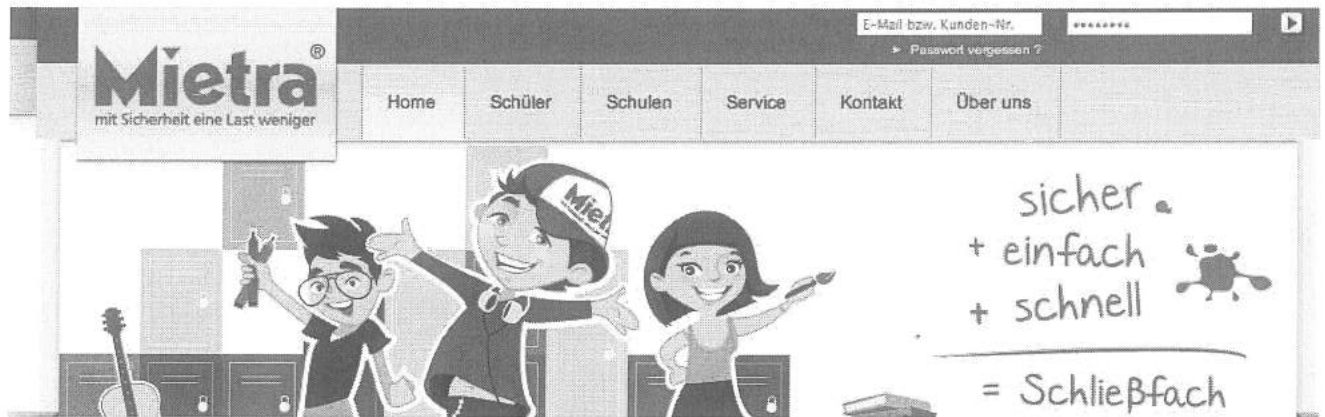 E-Mail bzw. Kunden-Nr. ********
► Passwort vergessen ?
Mietra®
mit Sicherheit eine Last weniger
Home Schüler Schulen Service Kontakt Über uns
Miet
sicher
+ einfach
+ schnell
= Schließfach